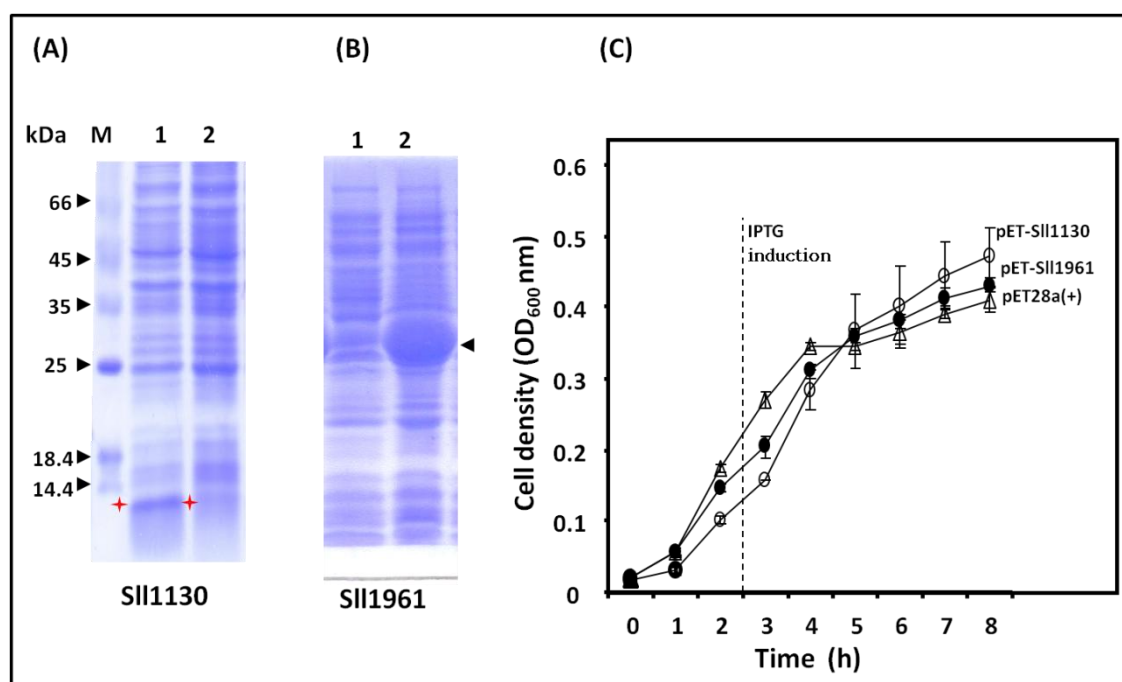 (A)
(B)
(C)
kDa M 1 2
1 2
66
45
35
25
18.4
14.4
Sll1130
Sll1961
0.6
0.5
0.4
0.3
0.2
0.1
0
Cell density (OD600 nm)
IPTG
induction
pET-Sll1130
pET-Sll1961
pET28a(+)
0 1 2 3 4 5 6 7 8
Time (h)